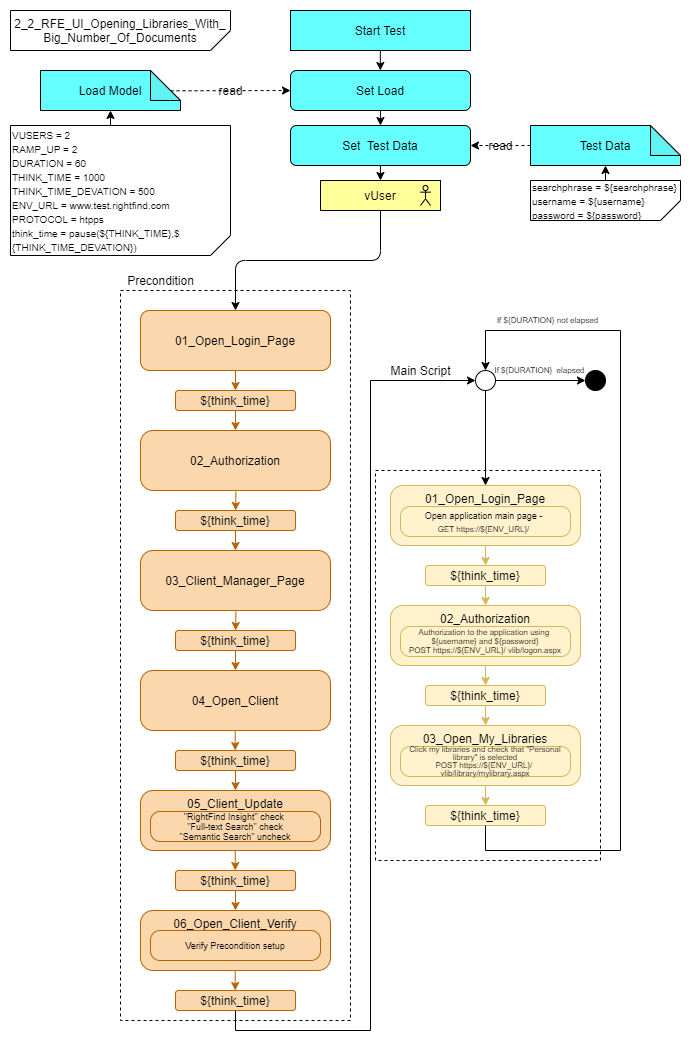 2_2_RFE_UI_Opening_Libraries_With_
Big_Number_Of_Documents
Start Test
Load Model
read
Set Load
Set Test Data
read
Test Data
VUSERS = 2
RAMP_UP = 2
DURATION = 60
THINK_TIME = 1000
THINK_TIME_DEVATION = 500
ENV_URL = www.test.rightfind.com
PROTOCOL = htpps
think_time = pause(${THINK_TIME},$
{THINK_TIME_DEVATION})
vUser
searchphrase = ${searchphrase}
username = ${username}
password = ${password}
Precondition
01_Open_Login_Page
${think_time}
02_Authorization
${think_time}
03_Client_Manager_Page
${think_time}
04_Open_Client
${think_time}
05_Client_Update
"RightFind Insight" check
"Full-text Search" check
"Semantic Search" uncheck
${think_time}
06_Open_Client_Verify
Verify Precondition setup
${think_time}
If ${DURATION} not elapsed
Main Script
If ${DURATION} elapsed
01_Open_Login_Page
Open application main page -
GET https://${ENV_URL}/
${think_time}
02_Authorization
Authorization to the application using
${username} and ${password}
POST https://${ENV_URL}/ vlib/logon.aspx
${think_time}
03_Open_My_Libraries
Click my libraries and check that "Personal
library" is selected
POST https://${ENV_URL}/
vlib/library/mylibrary.aspx
${think_time}